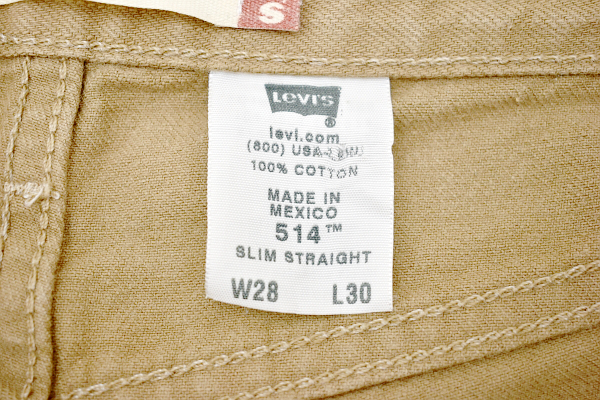 S
LEVI'S
®
levi.com
(800) USA-
100% COTTON
MADE IN
MEXICO
514™
SLIM STRAIGHT
W28 L30